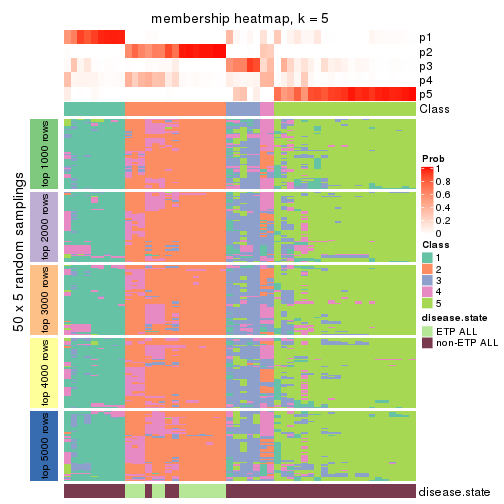 membership heatmap, k = 5
p1
p2
p3
p4
p5
Class
50 x 5 random samplings
top 1000 rows
top 2000 rows
top 3000 rows
top 4000 rows
top 5000 rows
disease.state
Prob
1
0.8
0.6
0.4
0.2
0
Class
1
2
3
4
5
disease.state
ETP ALL
non-ETP ALL